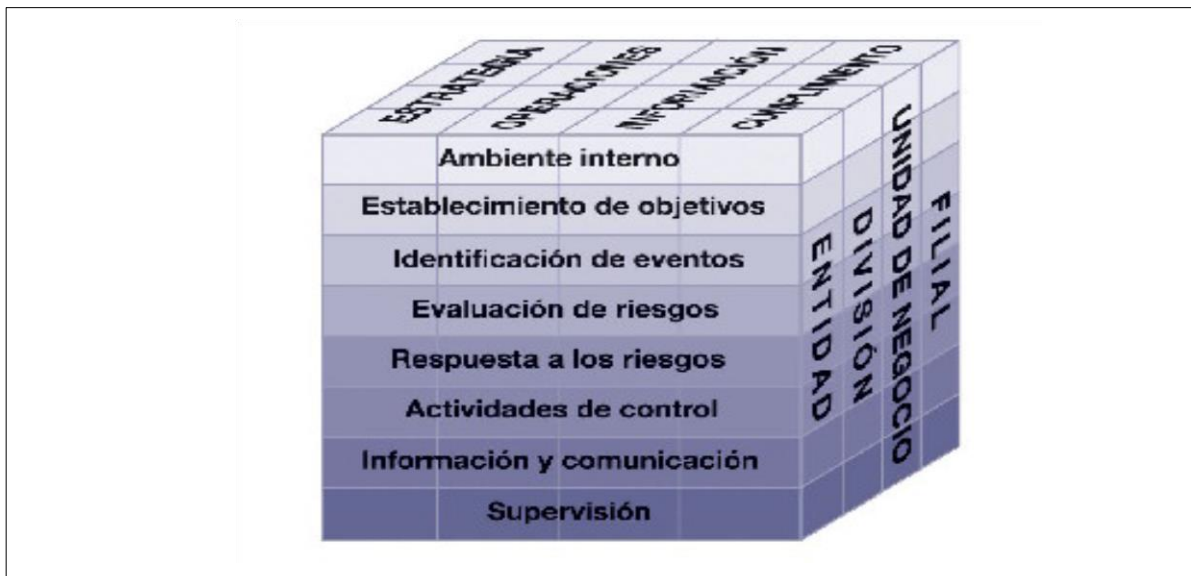 ESTRATEGIA
OPERACIONES
INFORMACIÓN
CUMPLIMIENTO
Ambiente interno
Establecimiento de objetivos
Identificación de eventos
Evaluación de riesgos
Respuesta a los riesgos
Actividades de control
Información y comunicación
Supervisión
ENTIDAD
DIVISIÓN
UNIDAD DE NEGOCIO
FILIAL